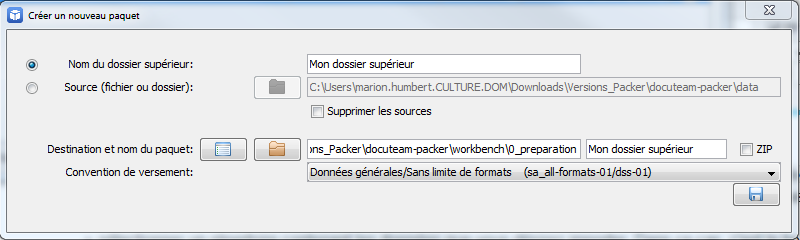 Créer un nouveau paquet
Nom du dossier supérieur: Mon dossier supérieur
Source (fichier ou dossier): C:\Users\marion.humbert.CULTURE.DOM\Downloads\Versions_Packer\docuteam-packer\data
Supprimer les sources
Destination et nom du paquet: ons_Packer\docuteam-packer\workbench\0_preparation Mon dossier supérieur ZIP
Convention de versement: Données générales/Sans limite de formats (sa_all-formats-01/dss-01)